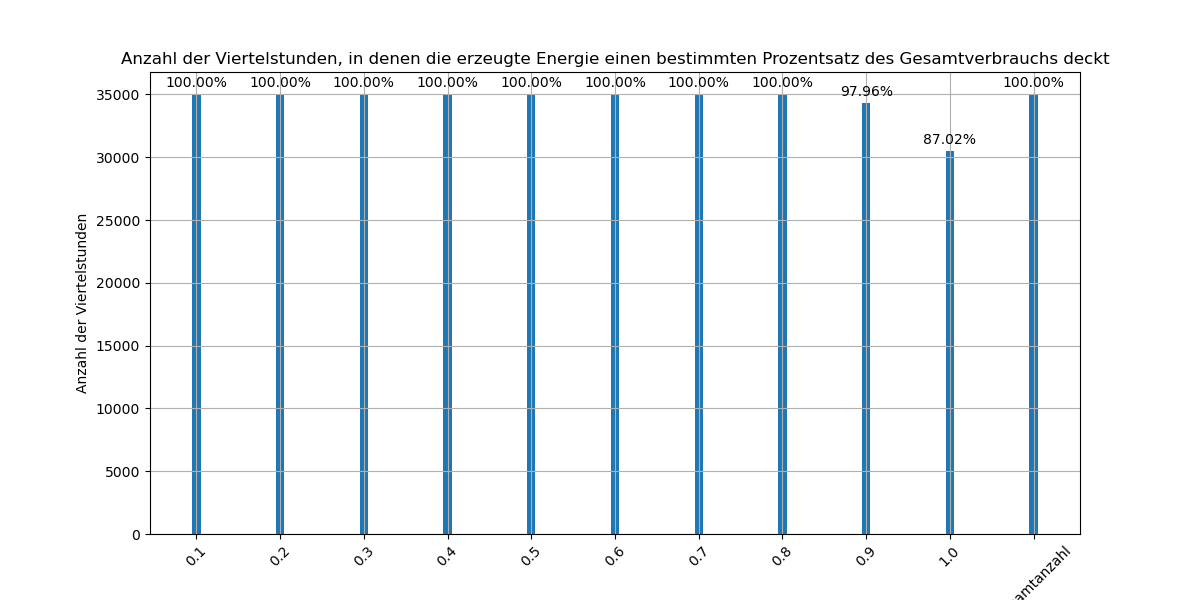 Anzahl der Viertelstunden, in denen die erzeugte Energie einen bestimmten Prozentsatz des Gesamtverbrauchs deckt
100.00% 100.00% 100.00% 100.00% 100.00% 100.00% 100.00% 100.00% 97.96% 87.02% 100.00%
35000
30000
25000
20000
15000
10000
5000
0
Anzahl der Viertelstunden
0.1 0.2 0.3 0.4 0.5 0.6 0.7 0.8 0.9 1.0 amtanzahl